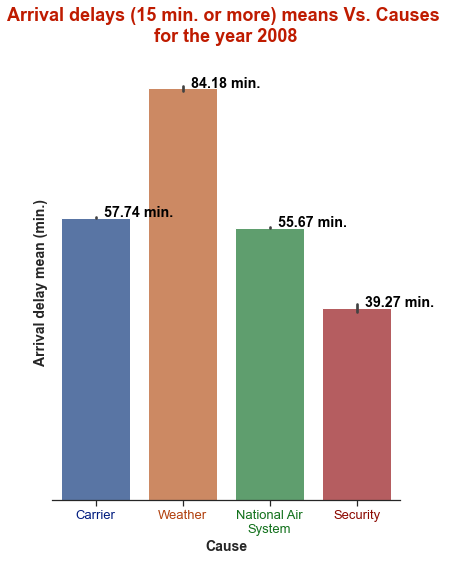 Arrival delays (15 min. or more) means Vs. Causes
for the year 2008
84.18 min.
57.74 min.
55.67 min.
39.27 min.
Arrival delay mean (min.)
Carrier
Weather
National Air
System
Security
Cause